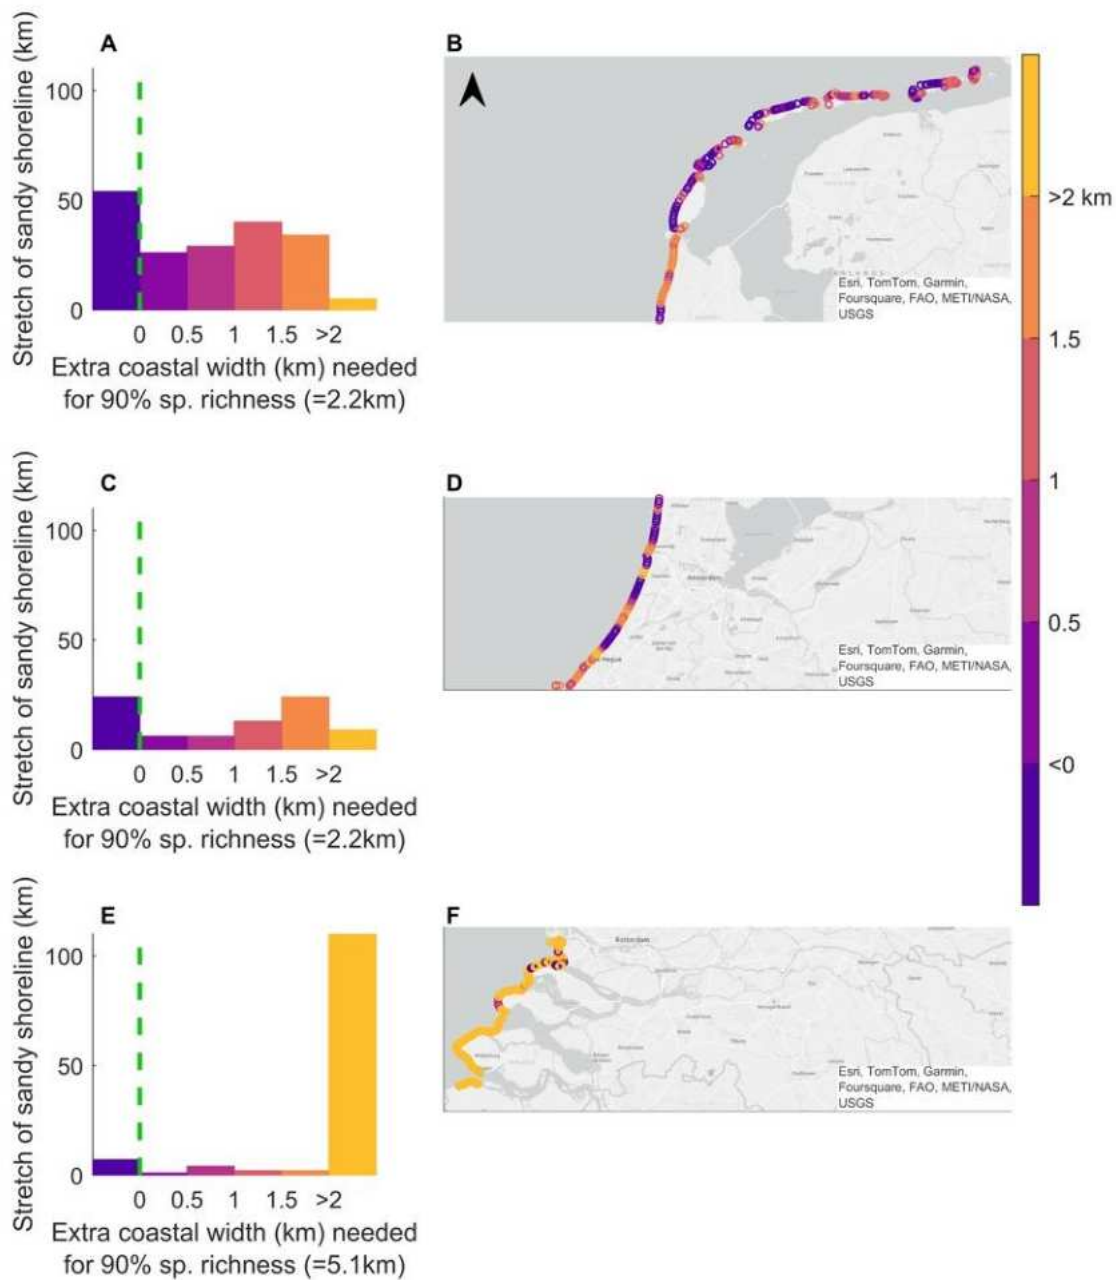 A
Stretch of sandy shoreline (km)
100
50
0
0 0.5 1 1.5 >2
Extra coastal width (km) needed
for 90% sp. richness (=2.2km)
B
Esri, TomTom, Garmin,
Foursquare, FAO, METI/NASA,
USGS
>2 km
1.5
1
0.5
<0
C
Stretch of sandy shoreline (km)
100
50
0
0 0.5 1 1.5 >2
Extra coastal width (km) needed
for 90% sp. richness (=2.2km)
D
Esri, TomTom, Garmin,
Foursquare, FAO, METI/NASA,
USGS
E
Stretch of sandy shoreline (km)
100
50
0
0 0.5 1 1.5 >2
Extra coastal width (km) needed
for 90% sp. richness (=5.1km)
F
Rotterdam
Esri, TomTom, Garmin,
Foursquare, FAO, METI/NASA,
USGS